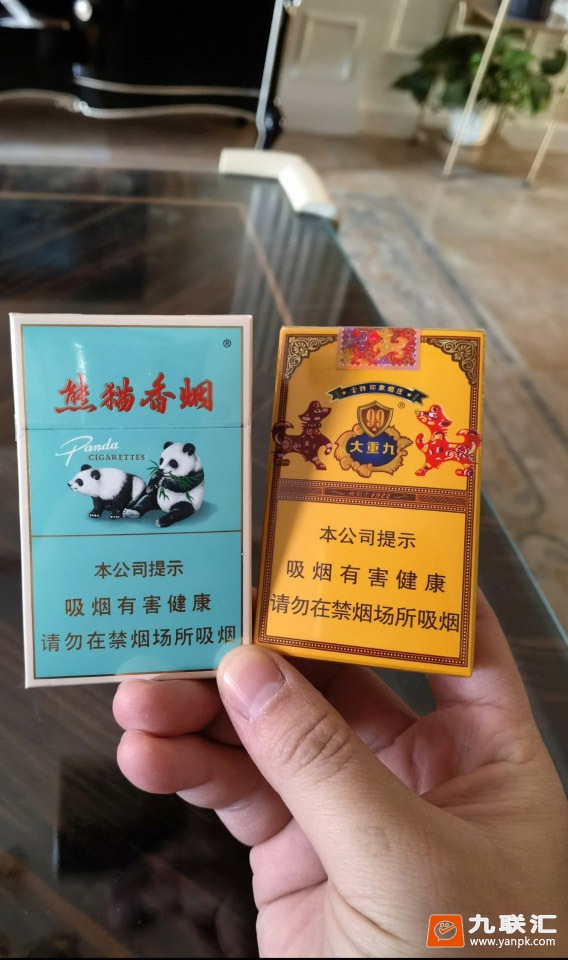 熊猫香烟
®
Panda
CIGARETTES
本公司提示
吸烟有害健康
请勿在禁烟场所吸烟
99
®
大重九
本公司提示
吸烟有害健康
请勿在禁烟场所吸烟
九联汇
www.yanpk.com